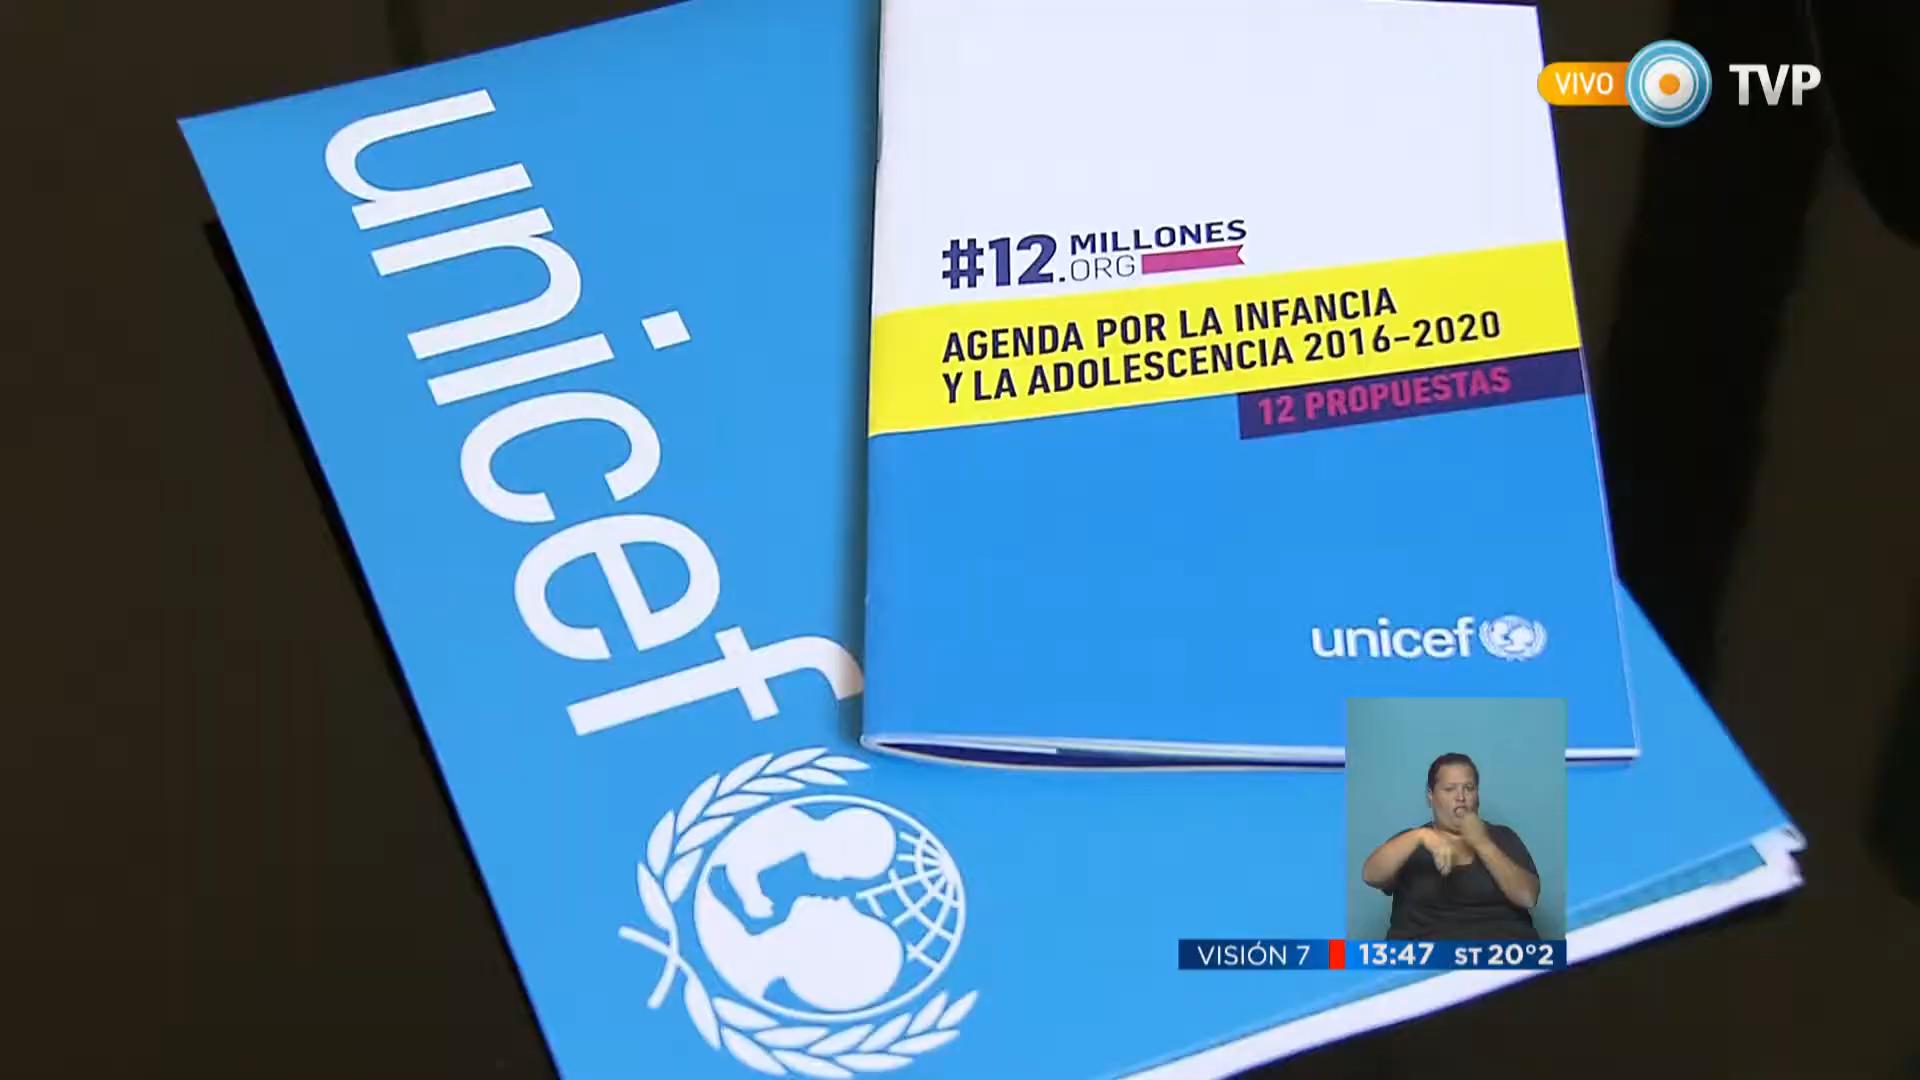 VIVO TVP
unicef
#12.MILLONES
.ORG
AGENDA POR LA INFANCIA
Y LA ADOLESCENCIA 2016-2020
12 PROPUESTAS
unicef
VISIÓN 7 13:47 ST 20°2